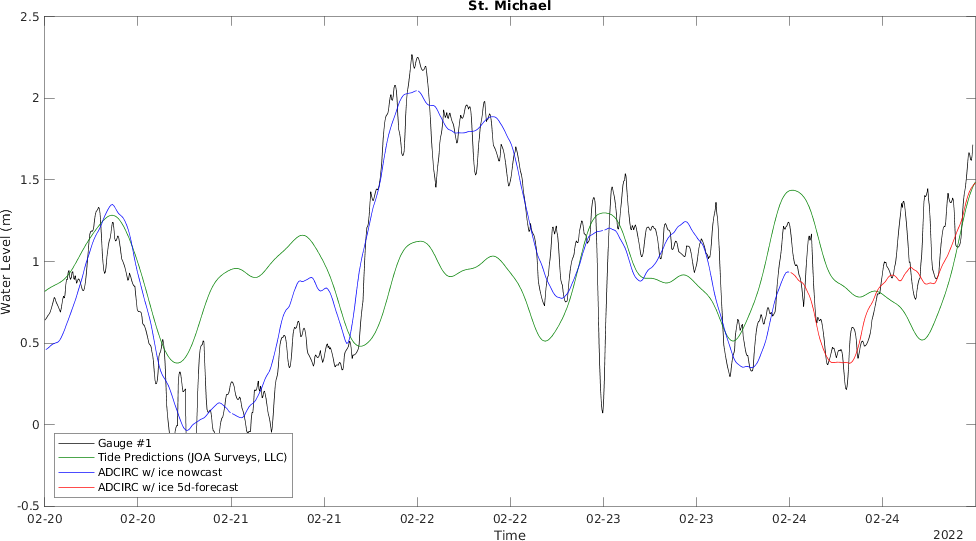 St. Michael
2.5
2
1.5
1
0.5
0
-0.5
Water Level (m)
Gauge #1
Tide Predictions (JOA Surveys, LLC)
ADCIRC w/ ice nowcast
ADCIRC w/ ice 5d-forecast
02-20 02-20 02-21 02-21 02-22 02-22 02-23 02-23 02-24 02-24
Time
2022